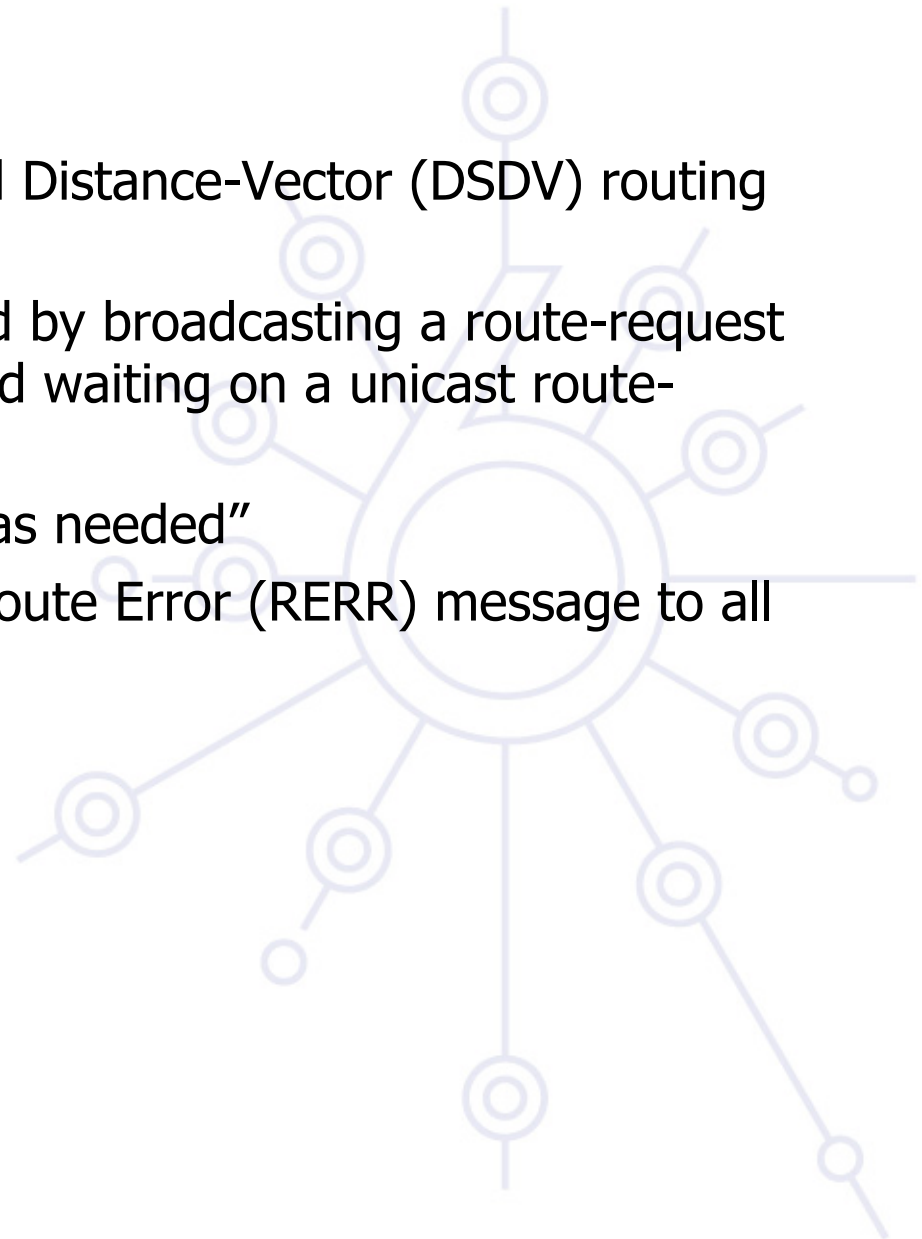 l Distance-Vector (DSDV) routing
d by broadcasting a route-request
d waiting on a unicast route-
as needed”
oute Error (RERR) message to all